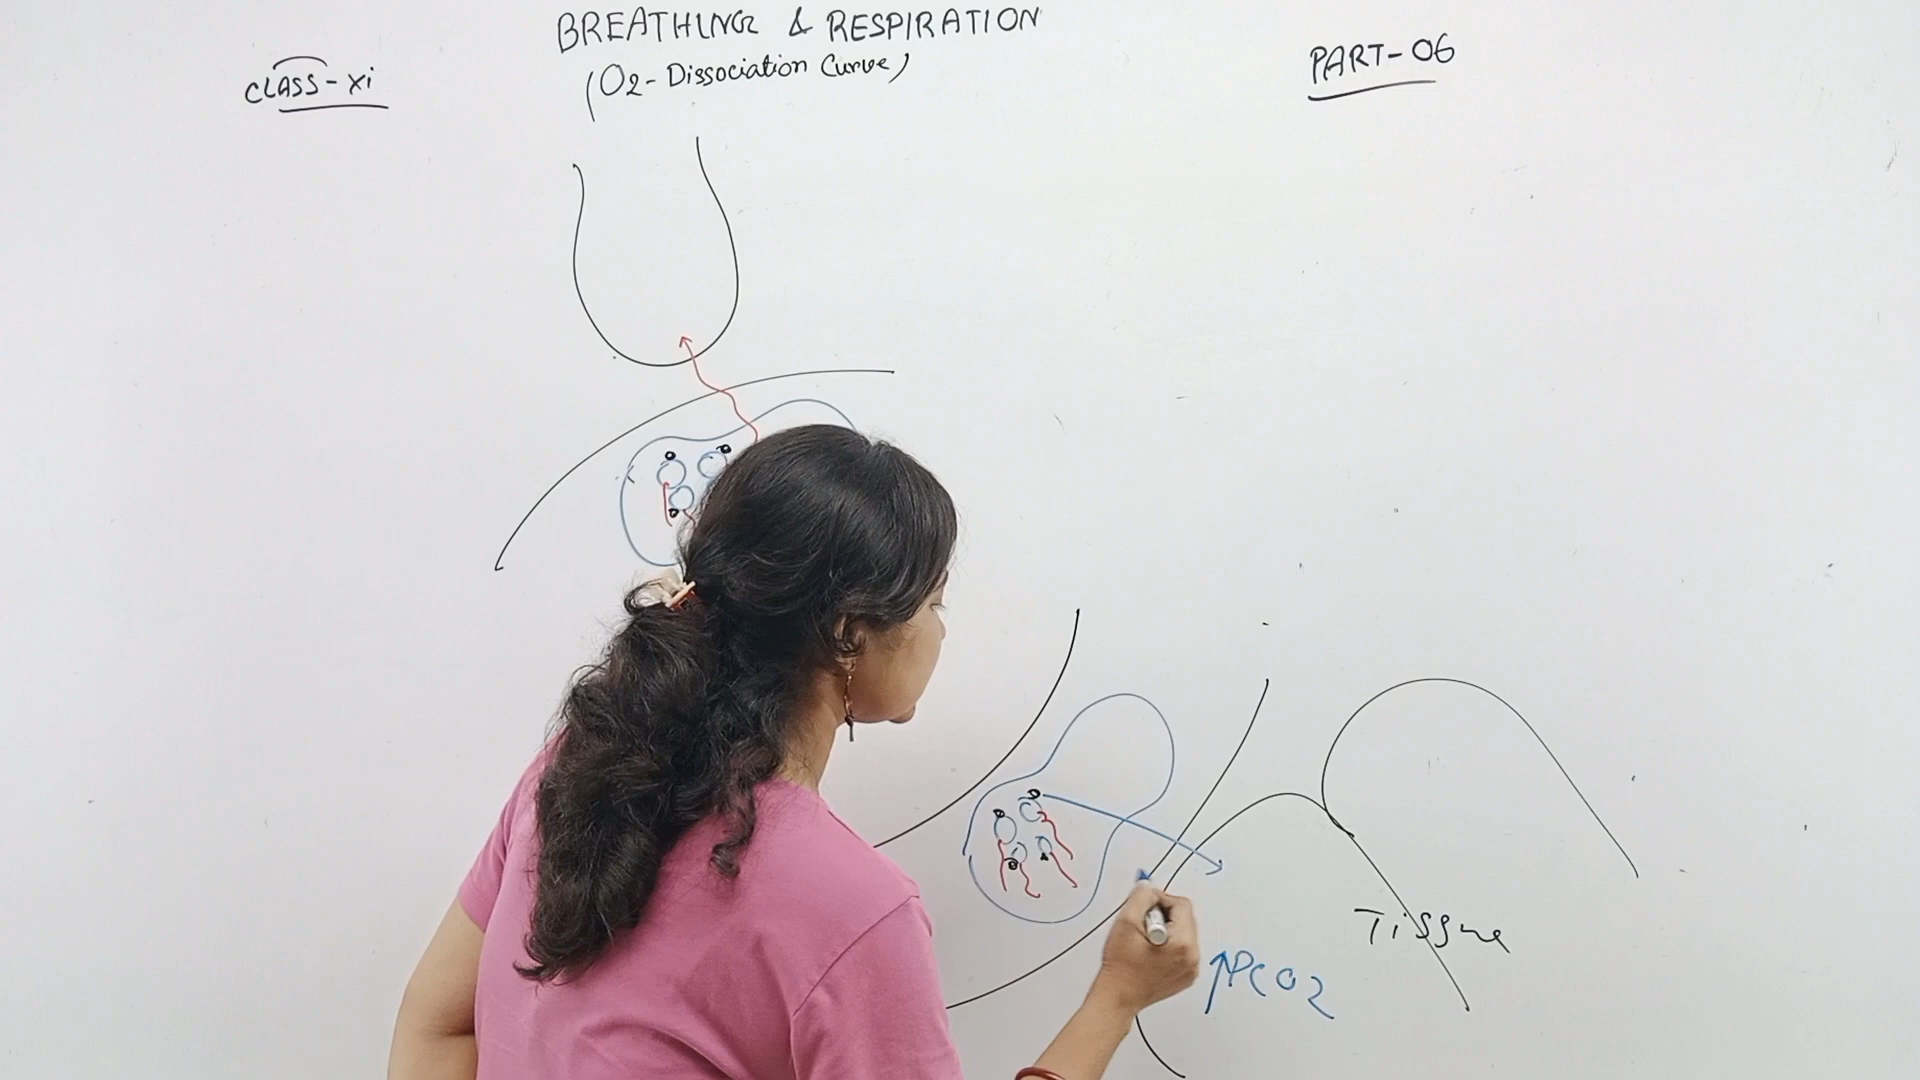 BREATHING & RESPIRATION
(O2-Dissociation Curve)
CLASS-xi
PART-06
Tissue
↑PCO2